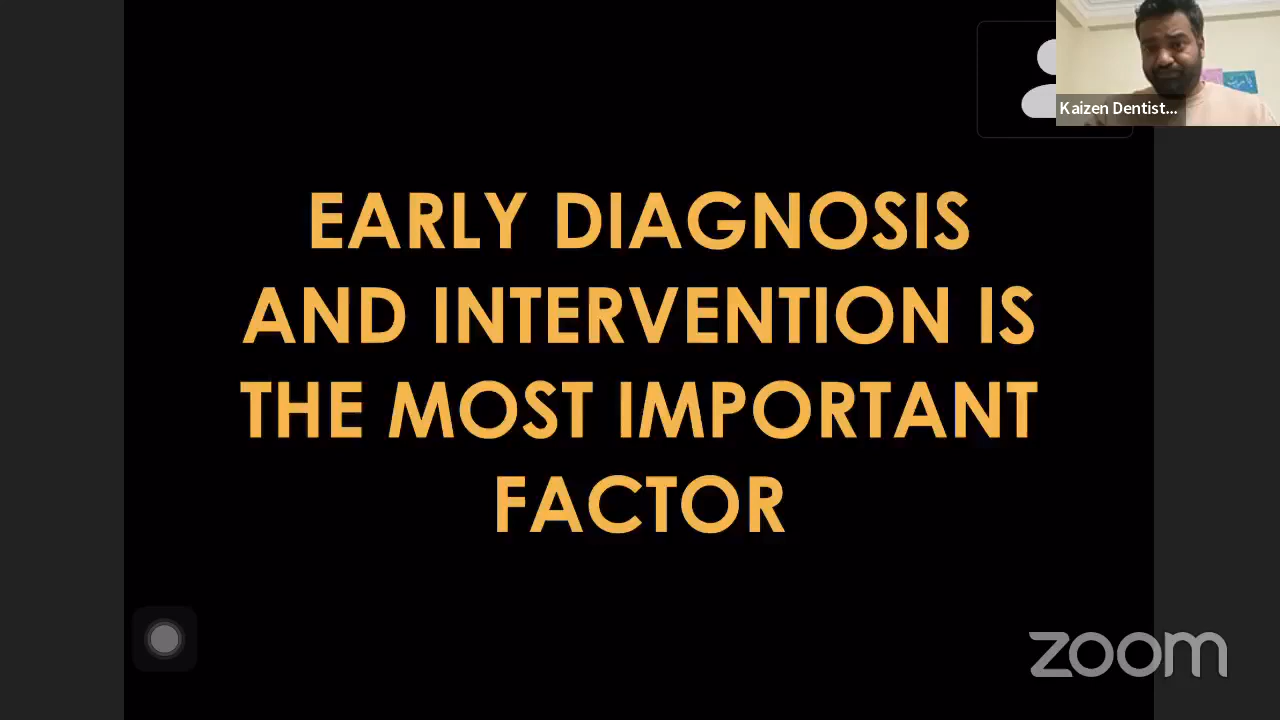 Kaizen Dentist...
EARLY DIAGNOSIS
AND INTERVENTION IS
THE MOST IMPORTANT
FACTOR
zoom